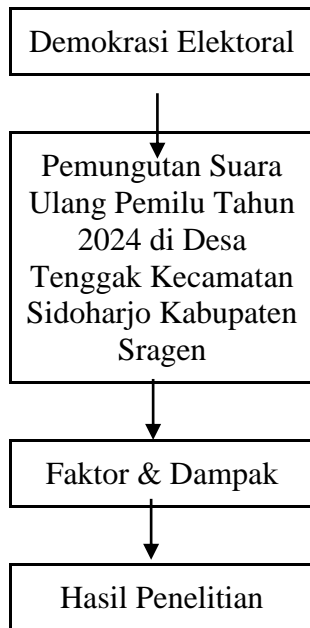 Demokrasi Elektoral
Pemungutan Suara
Ulang Pemilu Tahun
2024 di Desa
Tenggak Kecamatan
Sidoharjo Kabupaten
Sragen
Faktor & Dampak
Hasil Penelitian